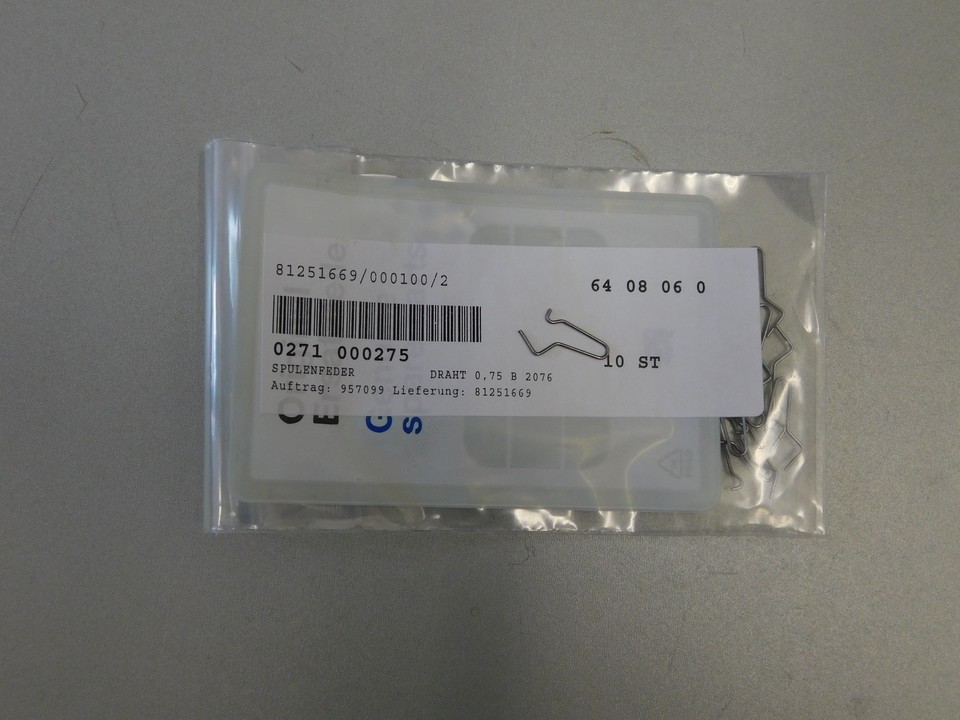 81251669/000100/2
64 08 06 0
0271 000275
10 ST
SPULENFEDER DRAHT 0,75 B 2076
Auftrag: 957099 Lieferung: 81251669